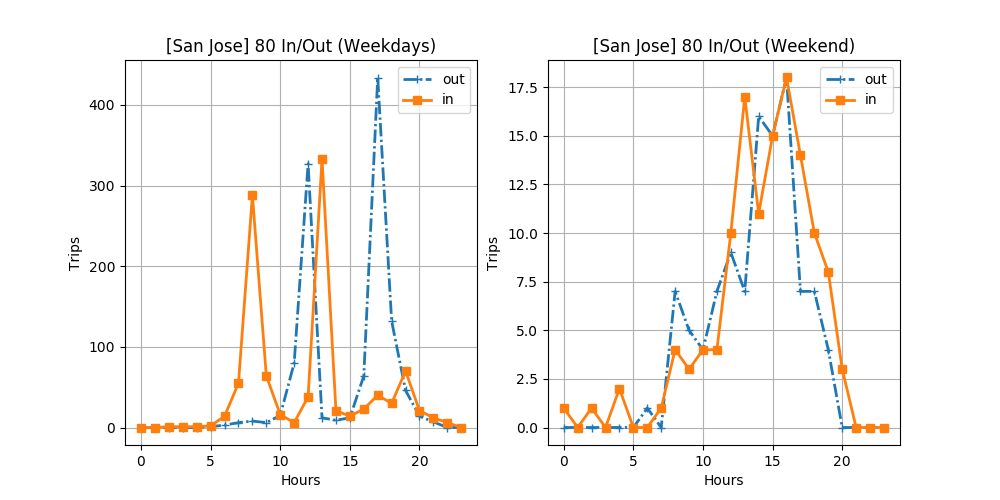 [San Jose] 80 In/Out (Weekdays)
out
in
400
300
200
100
0
Trips
0 5 10 15 20
Hours
[San Jose] 80 In/Out (Weekend)
out
in
17.5
15.0
12.5
10.0
7.5
5.0
2.5
0.0
Trips
0 5 10 15 20
Hours